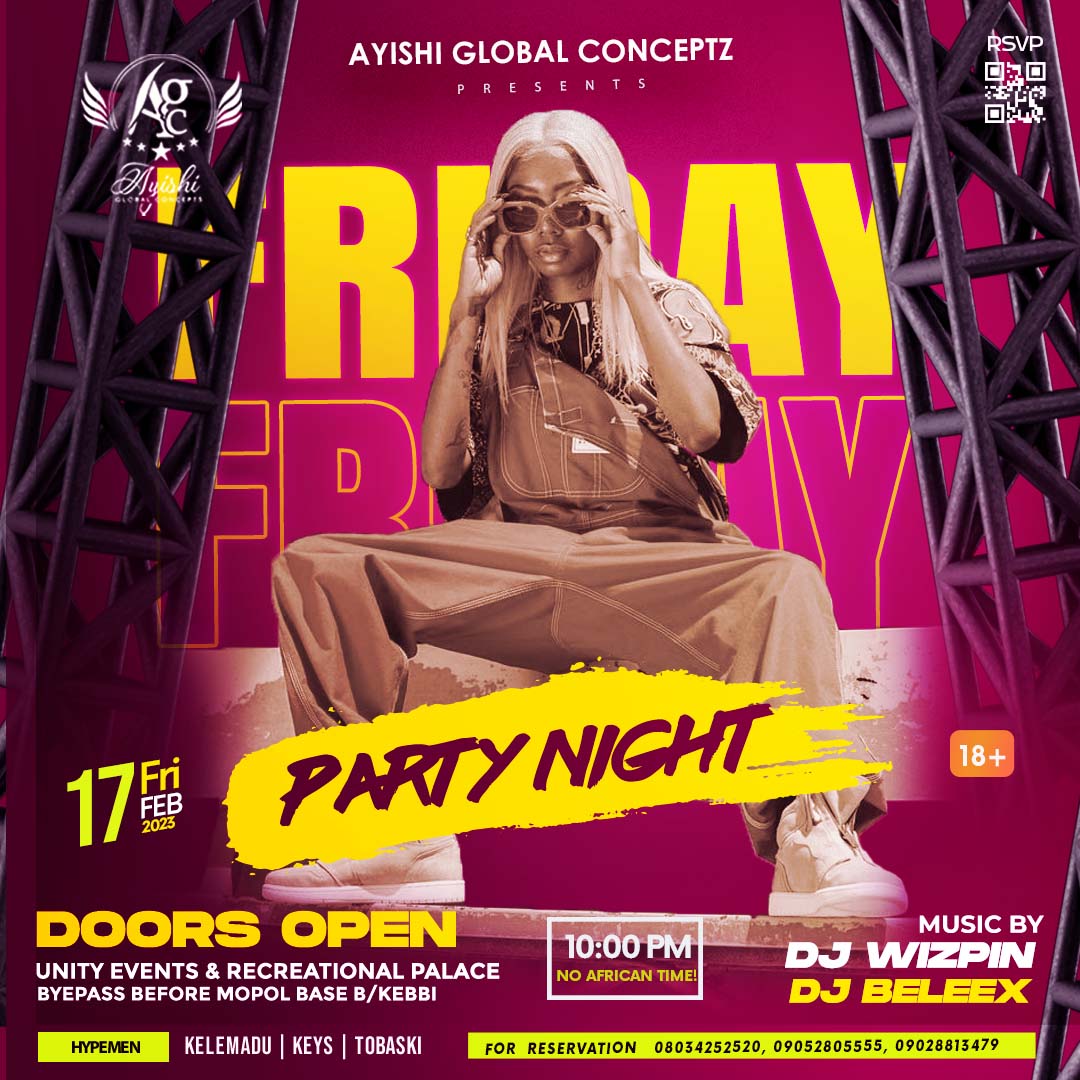 AYISHI GLOBAL CONCEPTZ
PRESENTS
RSVP
Agc
Ayishi
GLOBAL CONCEPTS
FRIDAY
FRIDAY
PARTY NIGHT
17 Fri
FEB
2023
18+
DOORS OPEN
UNITY EVENTS & RECREATIONAL PALACE
BYEPASS BEFORE MOPOL BASE B/KEBBI
10:00 PM
NO AFRICAN TIME!
MUSIC BY
DJ WIZPIN
DJ BELEEX
HYPEMEN KELEMADU | KEYS | TOBASKI
FOR RESERVATION 08034252520, 09052805555, 09028813479